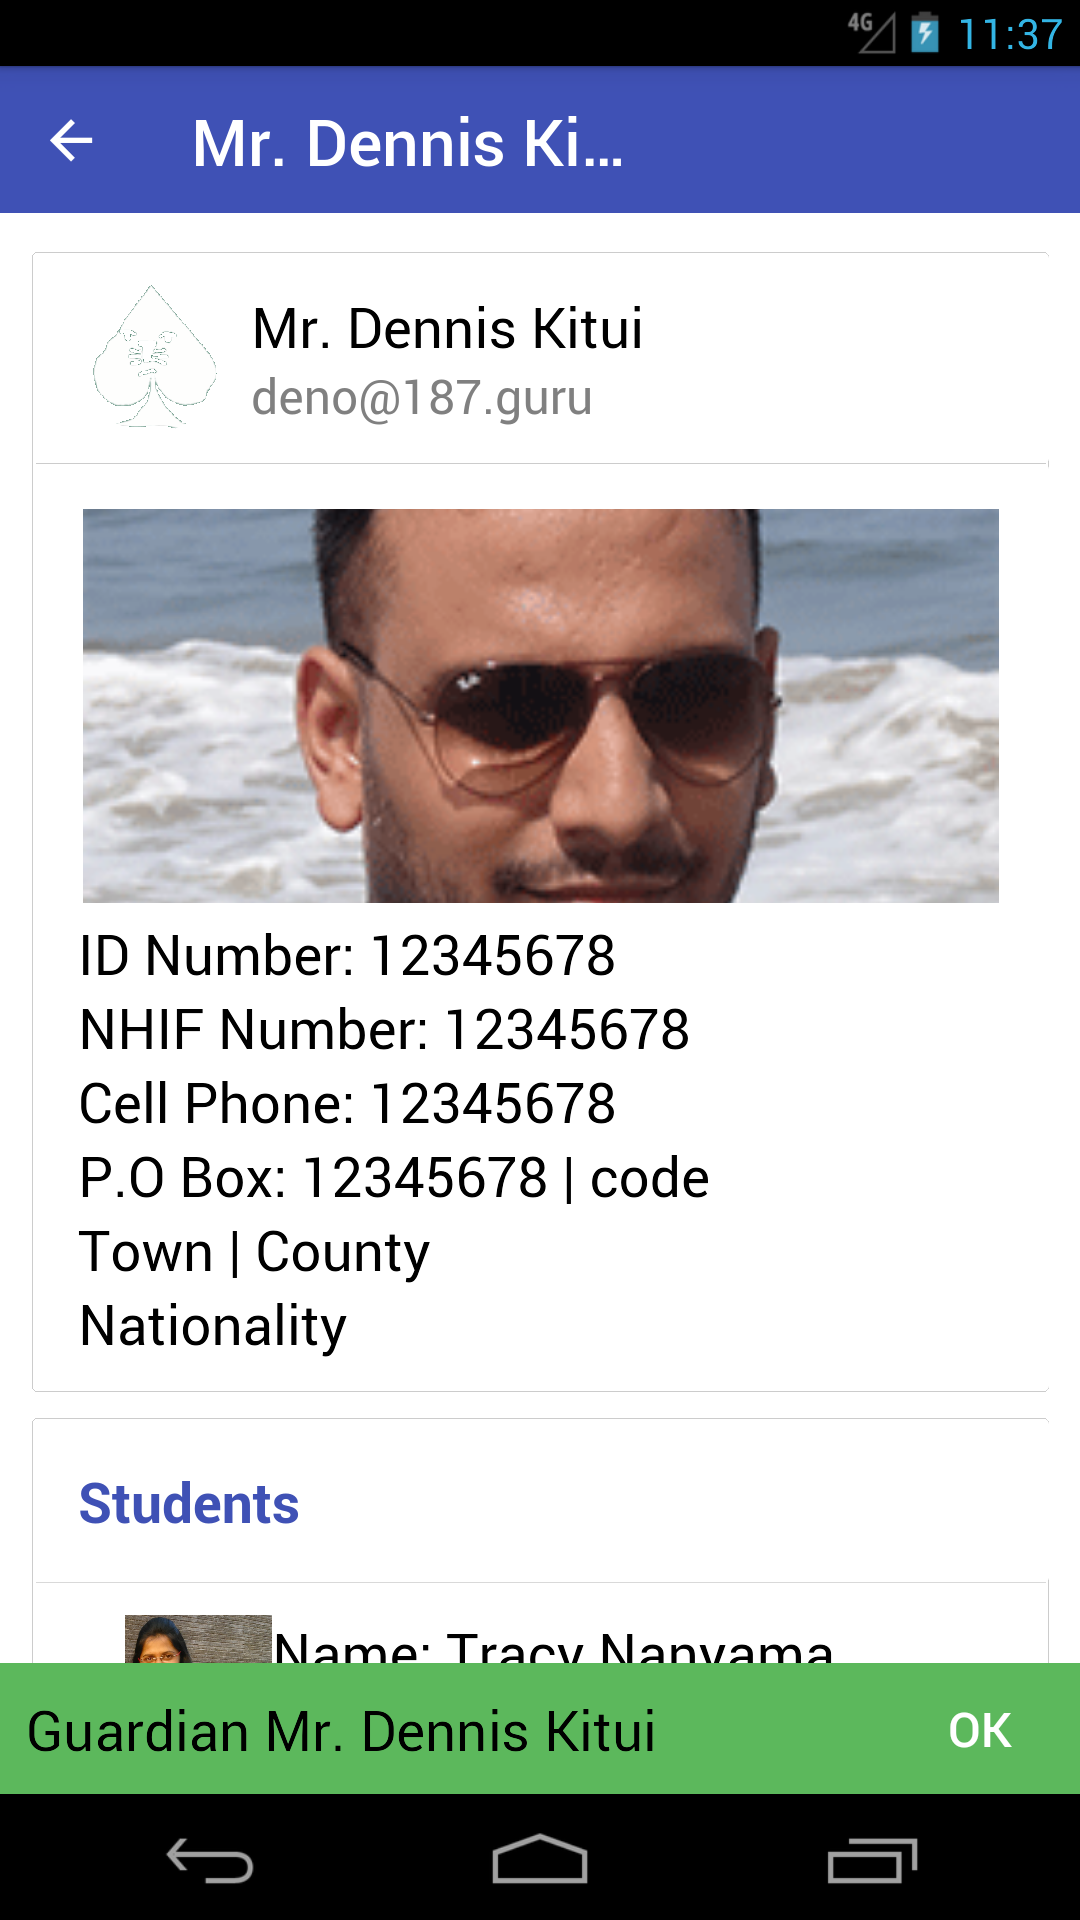 4G 11:37
Mr. Dennis Ki...
Mr. Dennis Kitui
deno@187.guru
ID Number: 12345678
NHIF Number: 12345678
Cell Phone: 12345678
P.O Box: 12345678 | code
Town | County
Nationality
Students
Name: Tracy Nanyama
Guardian Mr. Dennis Kitui OK